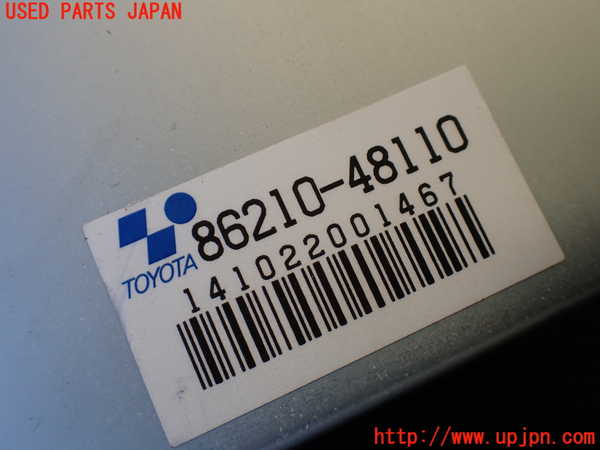 USED PARTS JAPAN
86210-48110
TOYOTA
141022001467
http://www.upjpn.com